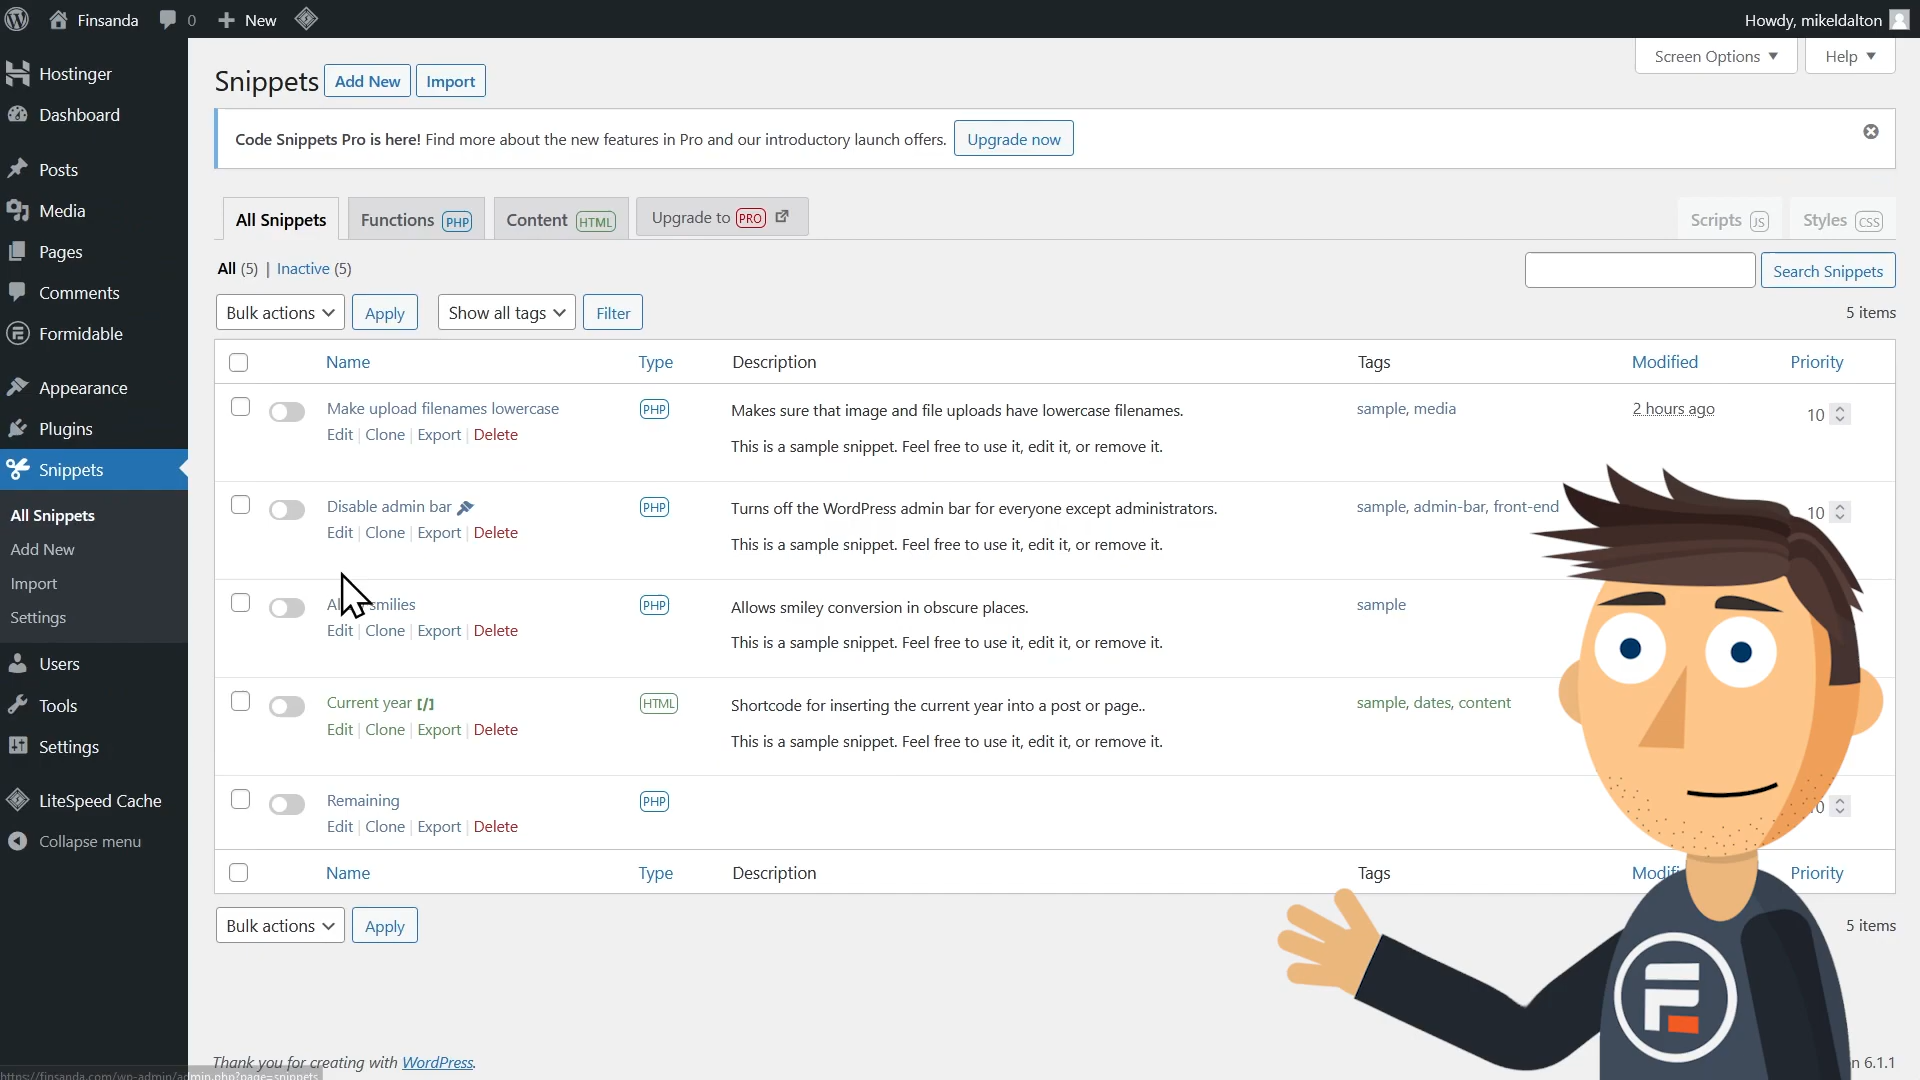 Finsanda 0 New Howdy, mikeldalton
Hostinger
Dashboard
Posts
Media
Pages
Comments
Formidable
Appearance
Plugins
Snippets
All Snippets
Add New
Import
Settings
Users
Tools
Settings
LiteSpeed Cache
Collapse menu
Screen Options Help
Snippets Add New Import
Code Snippets Pro is here! Find more about the new features in Pro and our introductory launch offers. Upgrade now
All Snippets Functions PHP Content HTML Upgrade to PRO Scripts JS Styles CSS
All (5) | Inactive (5) Search Snippets
Bulk actions Apply Show all tags Filter 5 items
Name Type Description Tags Modified Priority
Make upload filenames lowercase PHP Makes sure that image and file uploads have lowercase filenames. sample, media 2 hours ago 10
Edit | Clone | Export | Delete
This is a sample snippet. Feel free to use it, edit it, or remove it.
Disable admin bar PHP Turns off the WordPress admin bar for everyone except administrators. sample, admin-bar, front-end 10
Edit | Clone | Export | Delete
This is a sample snippet. Feel free to use it, edit it, or remove it.
smilies PHP Allows smiley conversion in obscure places. sample
Edit | Clone | Export | Delete
This is a sample snippet. Feel free to use it, edit it, or remove it.
Current year [/] HTML Shortcode for inserting the current year into a post or page.. sample, dates, content
Edit | Clone | Export | Delete
This is a sample snippet. Feel free to use it, edit it, or remove it.
Remaining PHP
Edit | Clone | Export | Delete
Name Type Description Tags Priority
Bulk actions Apply 5 items
Thank you for creating with WordPress. 6.1.1
https://finsanda.com/wp-admin/admin.php?page=snippets